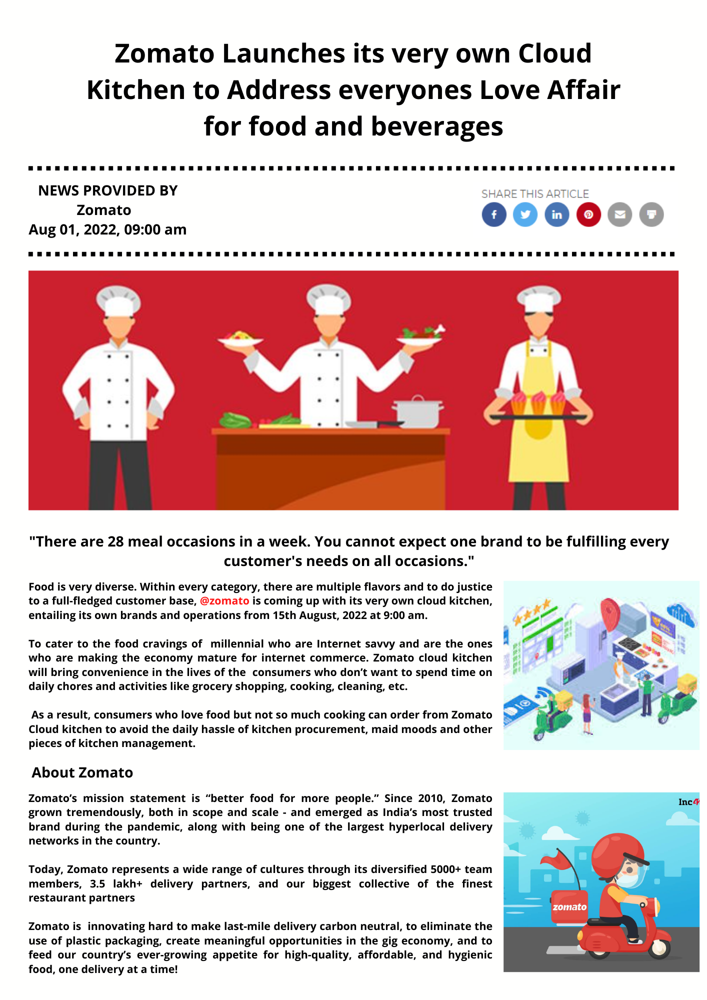 Zomato Launches its very own Cloud
Kitchen to Address everyones Love Affair
for food and beverages
NEWS PROVIDED BY
Zomato
Aug 01, 2022, 09:00 am
SHARE THIS ARTICLE
"There are 28 meal occasions in a week. You cannot expect one brand to be fulfilling every
customer's needs on all occasions."
Food is very diverse. Within every category, there are multiple flavors and to do justice
to a full-fledged customer base, @zomato is coming up with its very own cloud kitchen,
entailing its own brands and operations from 15th August, 2022 at 9:00 am.
To cater to the food cravings of millennial who are Internet savvy and are the ones
who are making the economy mature for internet commerce. Zomato cloud kitchen
will bring convenience in the lives of the consumers who don’t want to spend time on
daily chores and activities like grocery shopping, cooking, cleaning, etc.
As a result, consumers who love food but not so much cooking can order from Zomato
Cloud kitchen to avoid the daily hassle of kitchen procurement, maid moods and other
pieces of kitchen management.
About Zomato
Zomato’s mission statement is “better food for more people.” Since 2010, Zomato
grown tremendously, both in scope and scale - and emerged as India’s most trusted
brand during the pandemic, along with being one of the largest hyperlocal delivery
networks in the country.
Today, Zomato represents a wide range of cultures through its diversified 5000+ team
members, 3.5 lakh+ delivery partners, and our biggest collective of the finest
restaurant partners
Zomato is innovating hard to make last-mile delivery carbon neutral, to eliminate the
use of plastic packaging, create meaningful opportunities in the gig economy, and to
feed our country’s ever-growing appetite for high-quality, affordable, and hygienic
food, one delivery at a time!
Inc4
zomato